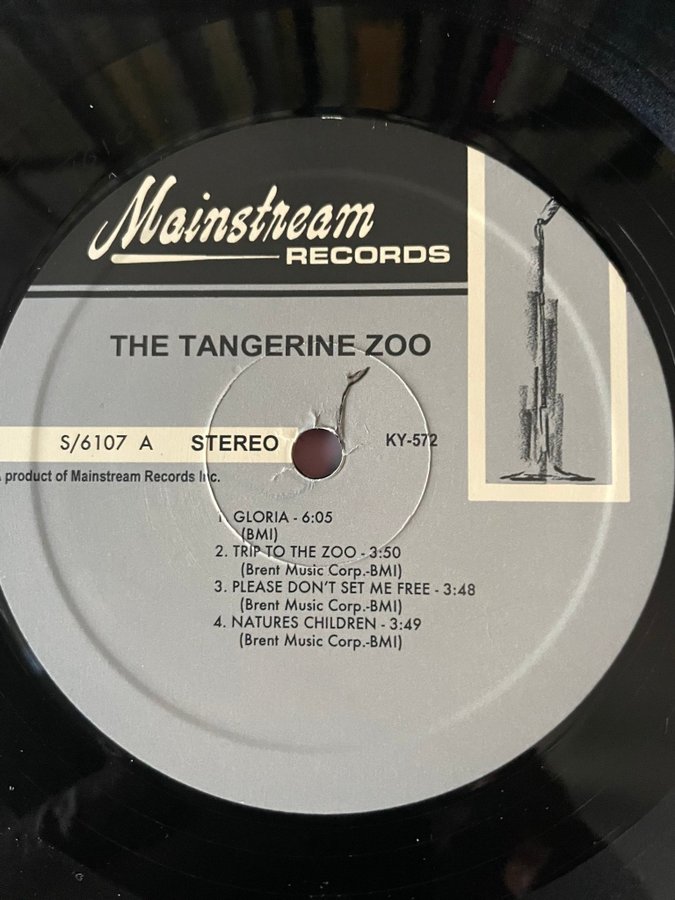 Mainstream
RECORDS
THE TANGERINE ZOO
S/6107 A STEREO KY-572
A product of Mainstream Records Inc.
1. GLORIA - 6:05
(BMI)
2. TRIP TO THE ZOO - 3:50
(Brent Music Corp.-BMI)
3. PLEASE DON'T SET ME FREE - 3:48
(Brent Music Corp.-BMI)
4. NATURES CHILDREN - 3:49
(Brent Music Corp.-BMI)